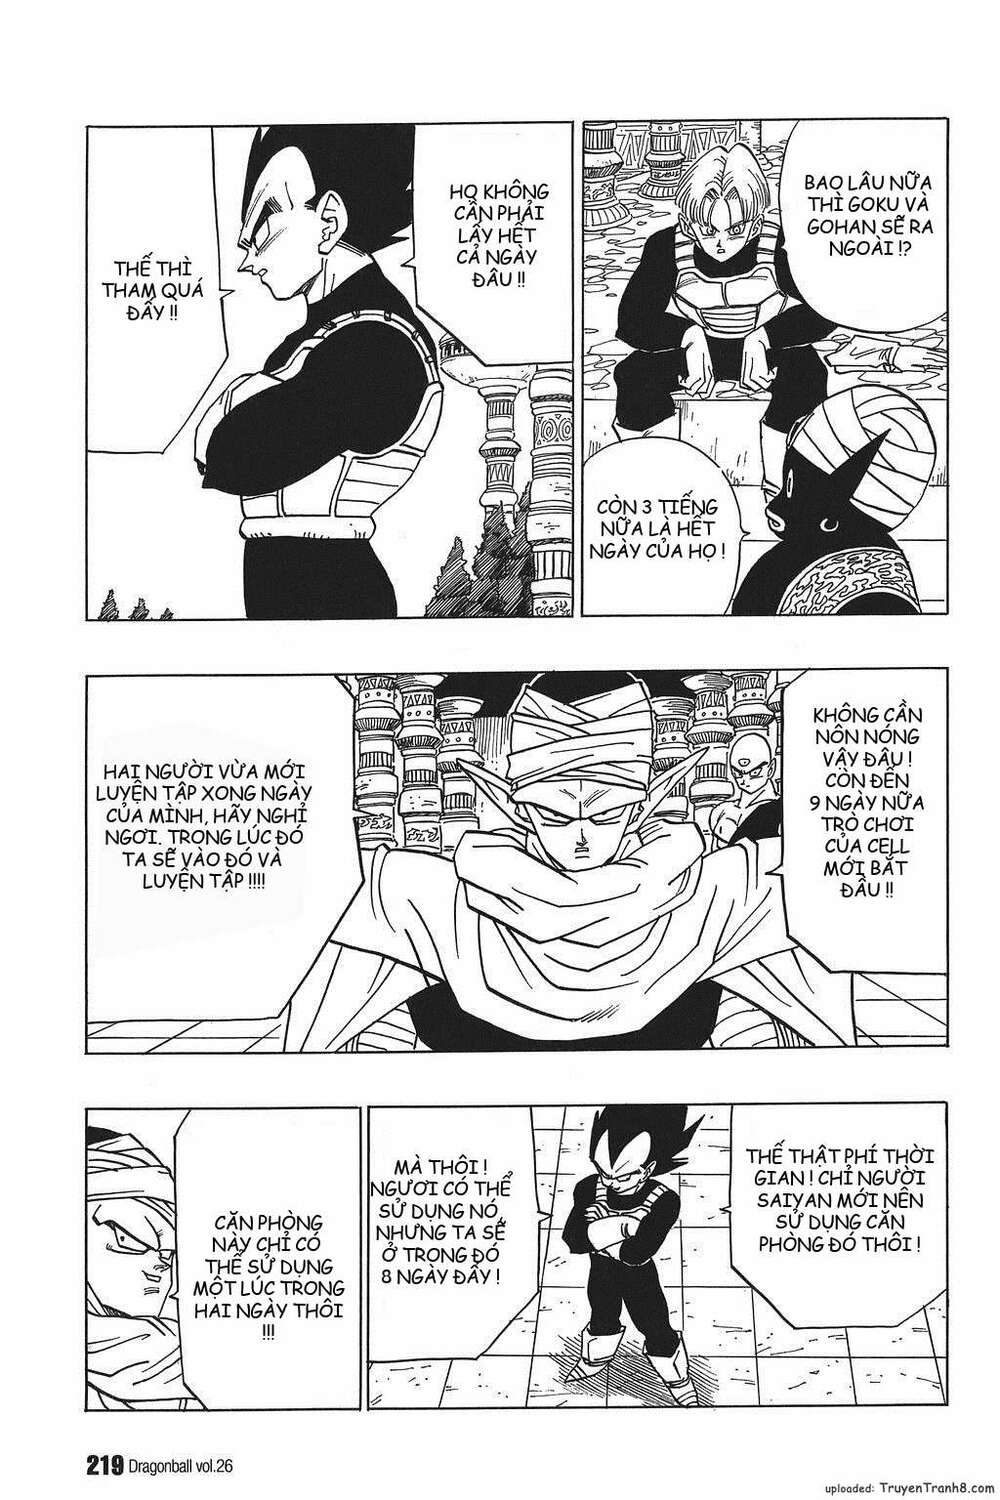 BAO LÂU NỮA
THÌ GOKU VÀ
GOHAN SẼ RA
NGOÀI !?
CÒN 3 TIẾNG
NỮA LÀ HẾT
NGÀY CỦA HỌ !
HỌ KHÔNG
CẦN PHẢI
LẤY HẾT
CẢ NGÀY
ĐÂU !!
THẾ THÌ
THAM QUÁ
ĐẤY !!
KHÔNG CẦN
NÔN NÓNG
VẬY ĐÂU !
CÒN ĐẾN
9 NGÀY NỮA
TRÒ CHƠI
CỦA CELL
MỚI BẮT
ĐẦU !!
HAI NGƯỜI VỪA MỚI
LUYỆN TẬP XONG NGÀY
CỦA MÌNH, HÃY NGHỈ
NGƠI. TRONG LÚC ĐÓ
TA SẼ VÀO ĐÓ VÀ
LUYỆN TẬP !!!!
THẾ THẬT PHÍ THỜI
GIAN ! CHỈ NGƯỜI
SAIYAN MỚI NÊN
SỬ DỤNG CĂN
PHÒNG ĐÓ THÔI !
MÀ THÔI !
NGƯƠI CÓ THỂ
SỬ DỤNG NÓ,
NHƯNG TA SẼ
Ở TRONG ĐÓ
8 NGÀY ĐẤY !
CĂN PHÒNG
NÀY CHỈ CÓ
THỂ SỬ DỤNG
MỘT LÚC TRONG
HAI NGÀY THÔI
!!!
219 Dragonball vol.26
uploaded: TruyenTranh8.com